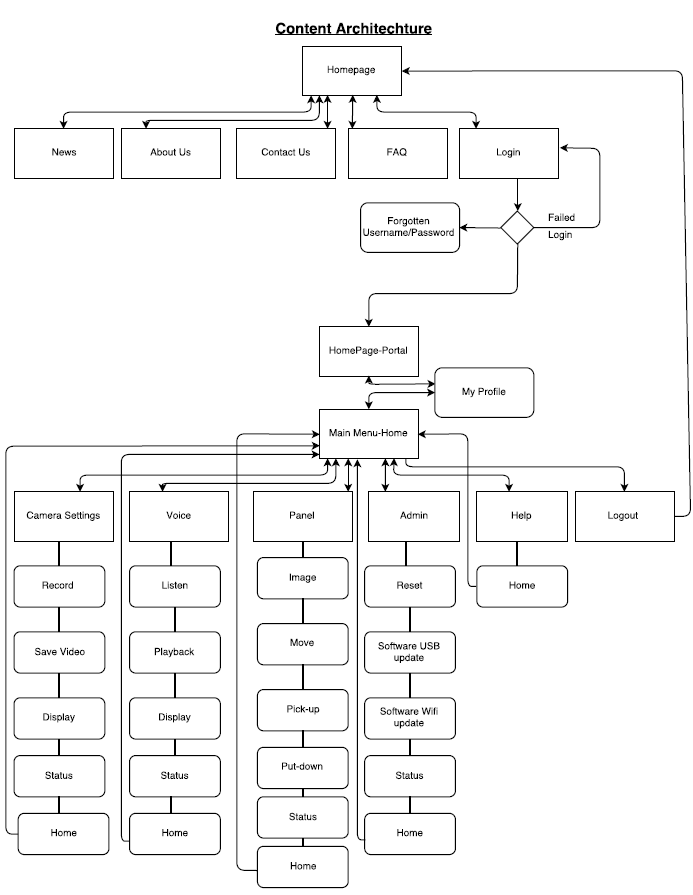 Content Architechture
Homepage
News
About Us
Contact Us
FAQ
Login
Forgotten
Username/Password
Failed
Login
HomePage-Portal
My Profile
Main Menu-Home
Camera Settings
Voice
Panel
Admin
Help
Logout
Record
Listen
Image
Reset
Home
Save Video
Playback
Move
Software USB
update
Display
Display
Pick-up
Software Wifi
update
Status
Status
Put-down
Status
Status
Home
Home
Home
Home